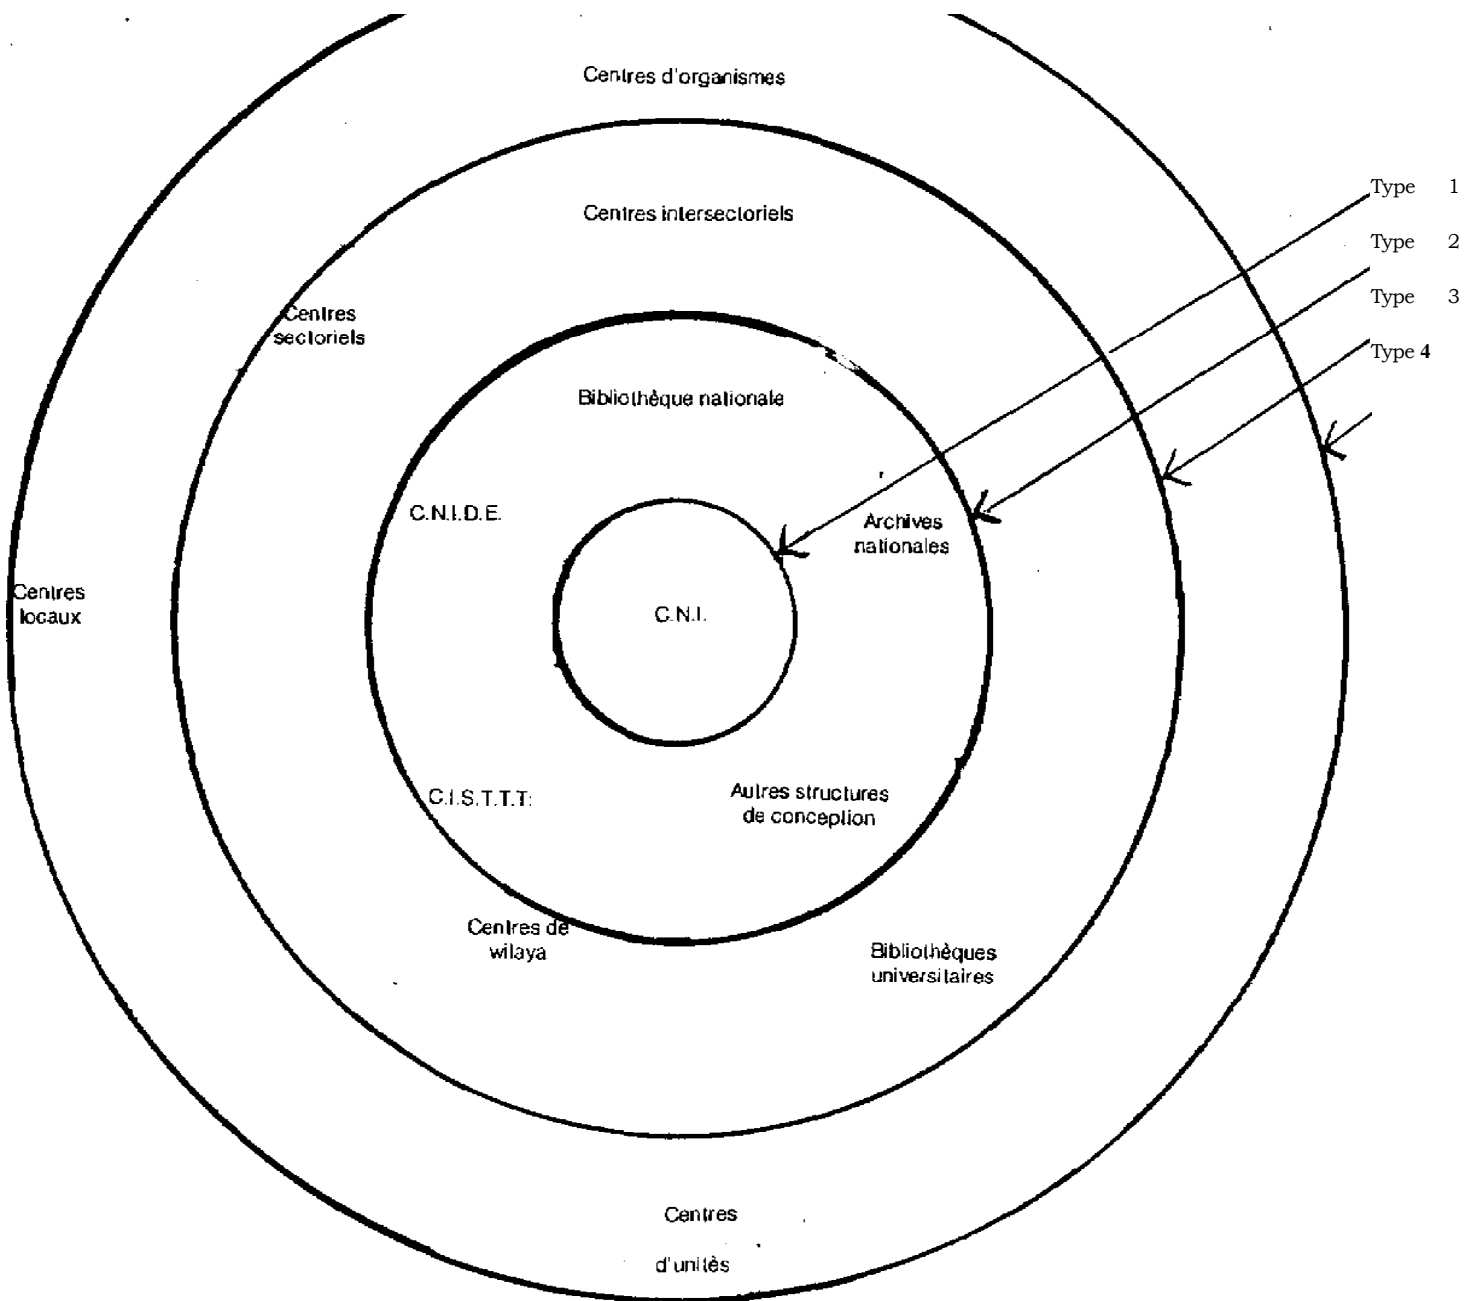 Centres d'organismes
Type 1
Centres intersectoriels
Type 2
Type 3
Centres
sectoriels
Type 4
Bibliothèque nationale
C.N.I.D.E.
Archives
nationales
Centres
locaux
C.N.I.
C.I.S.T.T.T.
Autres structures
de conception
Centres de
wilaya
Bibliothèques
universitaires
Centres
d'unités